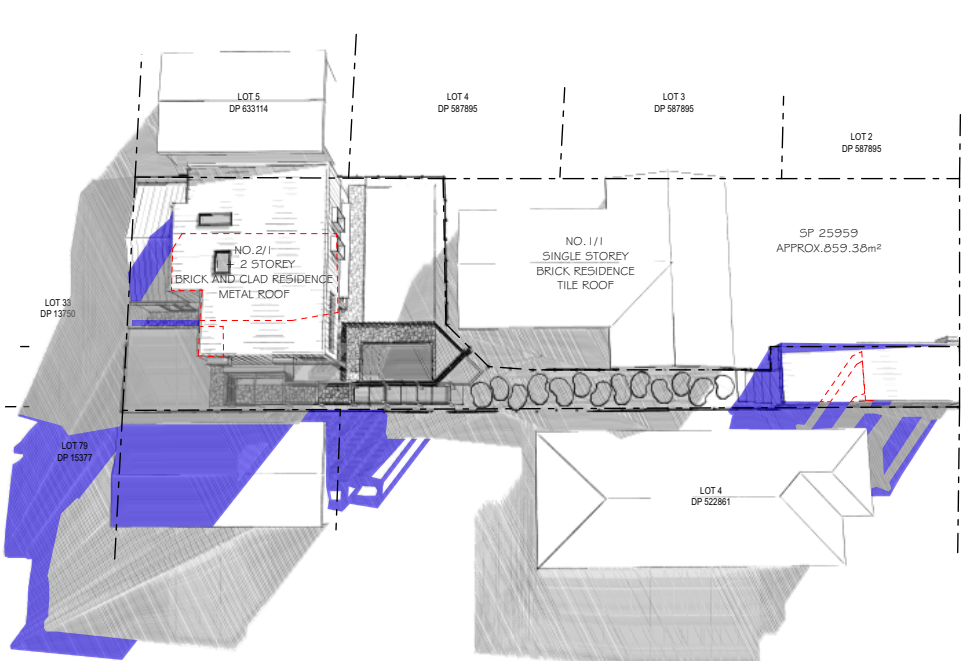 LOT 5
DP 633114
LOT 4
DP 587895
LOT 3
DP 587895
LOT 2
DP 587895
SP 25959
APPROX.859.38m²
NO.1/1
SINGLE STOREY
BRICK RESIDENCE
TILE ROOF
NO.2/1
2 STOREY
BRICK AND CLAD RESIDENCE
METAL ROOF
LOT 33
DP 13750
LOT 79
DP 15377
LOT 4
DP 522861